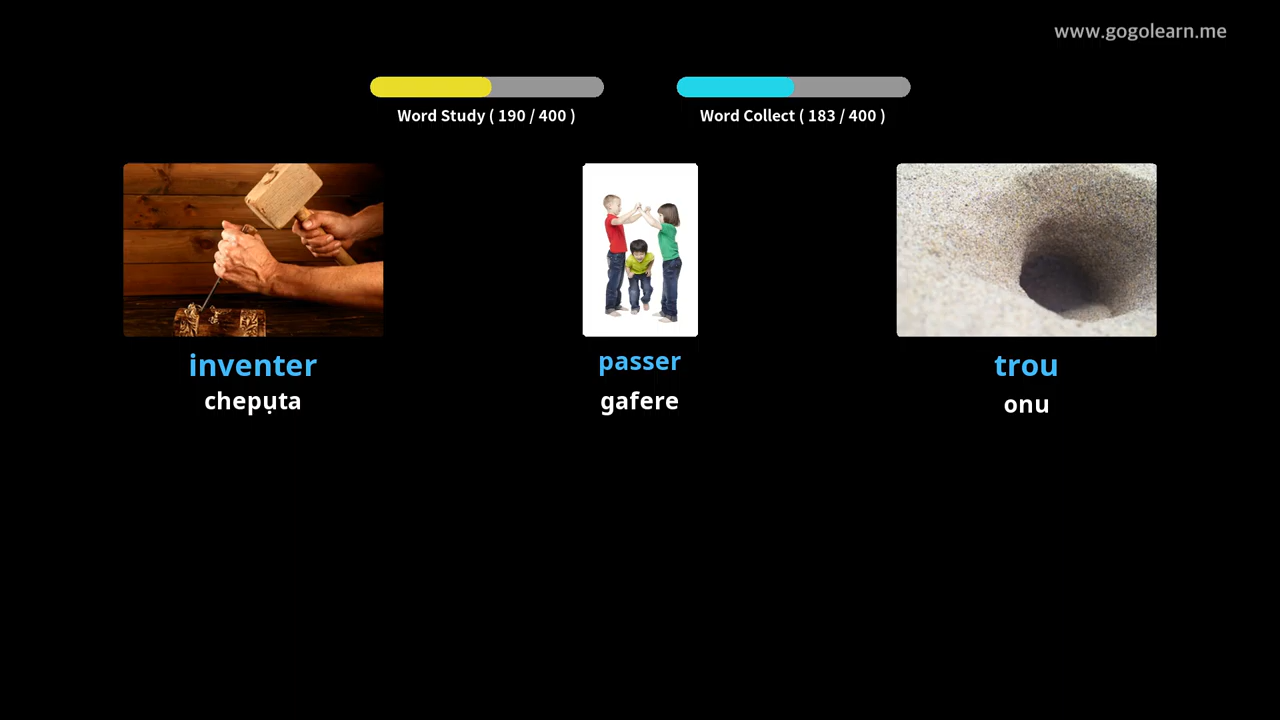 www.gogolearn.me
Word Study ( 190 / 400 )
Word Collect ( 183 / 400 )
inventer
chepụta
passer
gafere
trou
onu